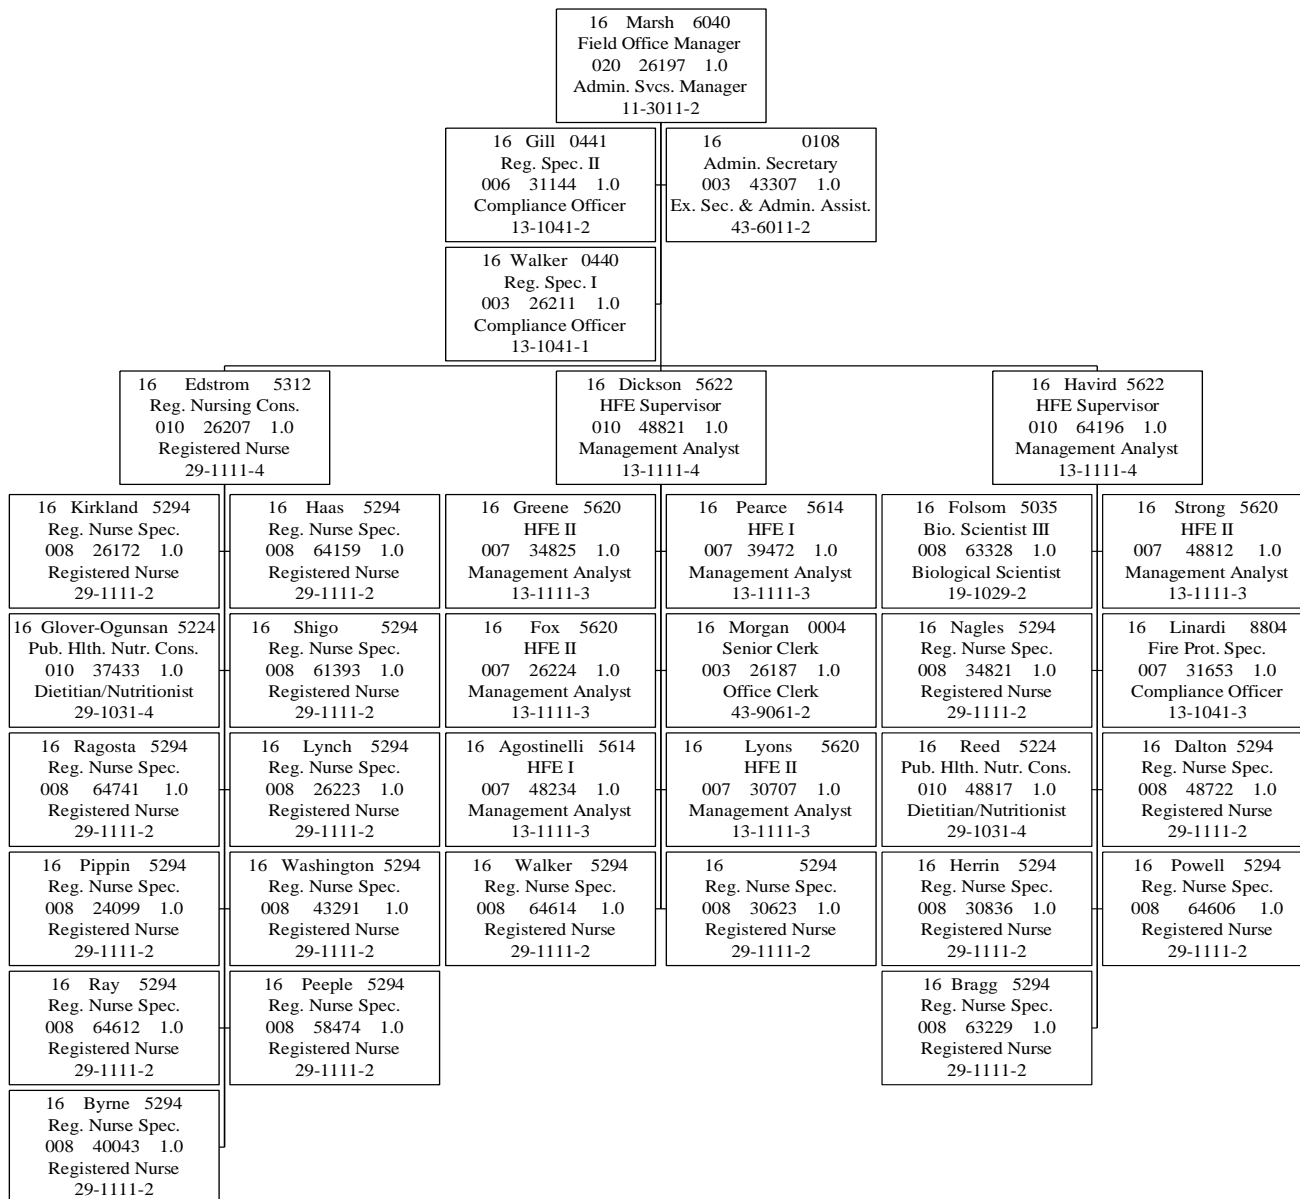 16 Marsh 6040
Field Office Manager
020 26197 1.0
Admin. Svcs. Manager
11-3011-2
16 Gill 0441
Reg. Spec. II
006 31144 1.0
Compliance Officer
13-1041-2
16 0108
Admin. Secretary
003 43307 1.0
Ex. Sec. & Admin. Assist.
43-6011-2
16 Walker 0440
Reg. Spec. I
003 26211 1.0
Compliance Officer
13-1041-1
16 Edstrom 5312
Reg. Nursing Cons.
010 26207 1.0
Registered Nurse
29-1111-4
16 Dickson 5622
HFE Supervisor
010 48821 1.0
Management Analyst
13-1111-4
16 Havird 5622
HFE Supervisor
010 64196 1.0
Management Analyst
13-1111-4
16 Kirkland 5294
Reg. Nurse Spec.
008 26172 1.0
Registered Nurse
29-1111-2
16 Haas 5294
Reg. Nurse Spec.
008 64159 1.0
Registered Nurse
29-1111-2
16 Greene 5620
HFE II
007 34825 1.0
Management Analyst
13-1111-3
16 Pearce 5614
HFE I
007 39472 1.0
Management Analyst
13-1111-3
16 Folsom 5035
Bio. Scientist III
008 63328 1.0
Biological Scientist
19-1029-2
16 Strong 5620
HFE II
007 48812 1.0
Management Analyst
13-1111-3
16 Glover-Ogunsan 5224
Pub. Hlth. Nutr. Cons.
010 37433 1.0
Dietitian/Nutritionist
29-1031-4
16 Shigo 5294
Reg. Nurse Spec.
008 61393 1.0
Registered Nurse
29-1111-2
16 Fox 5620
HFE II
007 26224 1.0
Management Analyst
13-1111-3
16 Morgan 0004
Senior Clerk
003 26187 1.0
Office Clerk
43-9061-2
16 Nagles 5294
Reg. Nurse Spec.
008 34821 1.0
Registered Nurse
29-1111-2
16 Linardi 8804
Fire Prot. Spec.
007 31653 1.0
Compliance Officer
13-1041-3
16 Ragosta 5294
Reg. Nurse Spec.
008 64741 1.0
Registered Nurse
29-1111-2
16 Lynch 5294
Reg. Nurse Spec.
008 26223 1.0
Registered Nurse
29-1111-2
16 Agostinelli 5614
HFE I
007 48234 1.0
Management Analyst
13-1111-3
16 Lyons 5620
HFE II
007 30707 1.0
Management Analyst
13-1111-3
16 Reed 5224
Pub. Hlth. Nutr. Cons.
010 48817 1.0
Dietitian/Nutritionist
29-1031-4
16 Dalton 5294
Reg. Nurse Spec.
008 48722 1.0
Registered Nurse
29-1111-2
16 Pippin 5294
Reg. Nurse Spec.
008 24099 1.0
Registered Nurse
29-1111-2
16 Washington 5294
Reg. Nurse Spec.
008 43291 1.0
Registered Nurse
29-1111-2
16 Walker 5294
Reg. Nurse Spec.
008 64614 1.0
Registered Nurse
29-1111-2
16 5294
Reg. Nurse Spec.
008 30623 1.0
Registered Nurse
29-1111-2
16 Herrin 5294
Reg. Nurse Spec.
008 30836 1.0
Registered Nurse
29-1111-2
16 Powell 5294
Reg. Nurse Spec.
008 64606 1.0
Registered Nurse
29-1111-2
16 Ray 5294
Reg. Nurse Spec.
008 64612 1.0
Registered Nurse
29-1111-2
16 Peeple 5294
Reg. Nurse Spec.
008 58474 1.0
Registered Nurse
29-1111-2
16 Bragg 5294
Reg. Nurse Spec.
008 63229 1.0
Registered Nurse
29-1111-2
16 Byrne 5294
Reg. Nurse Spec.
008 40043 1.0
Registered Nurse
29-1111-2